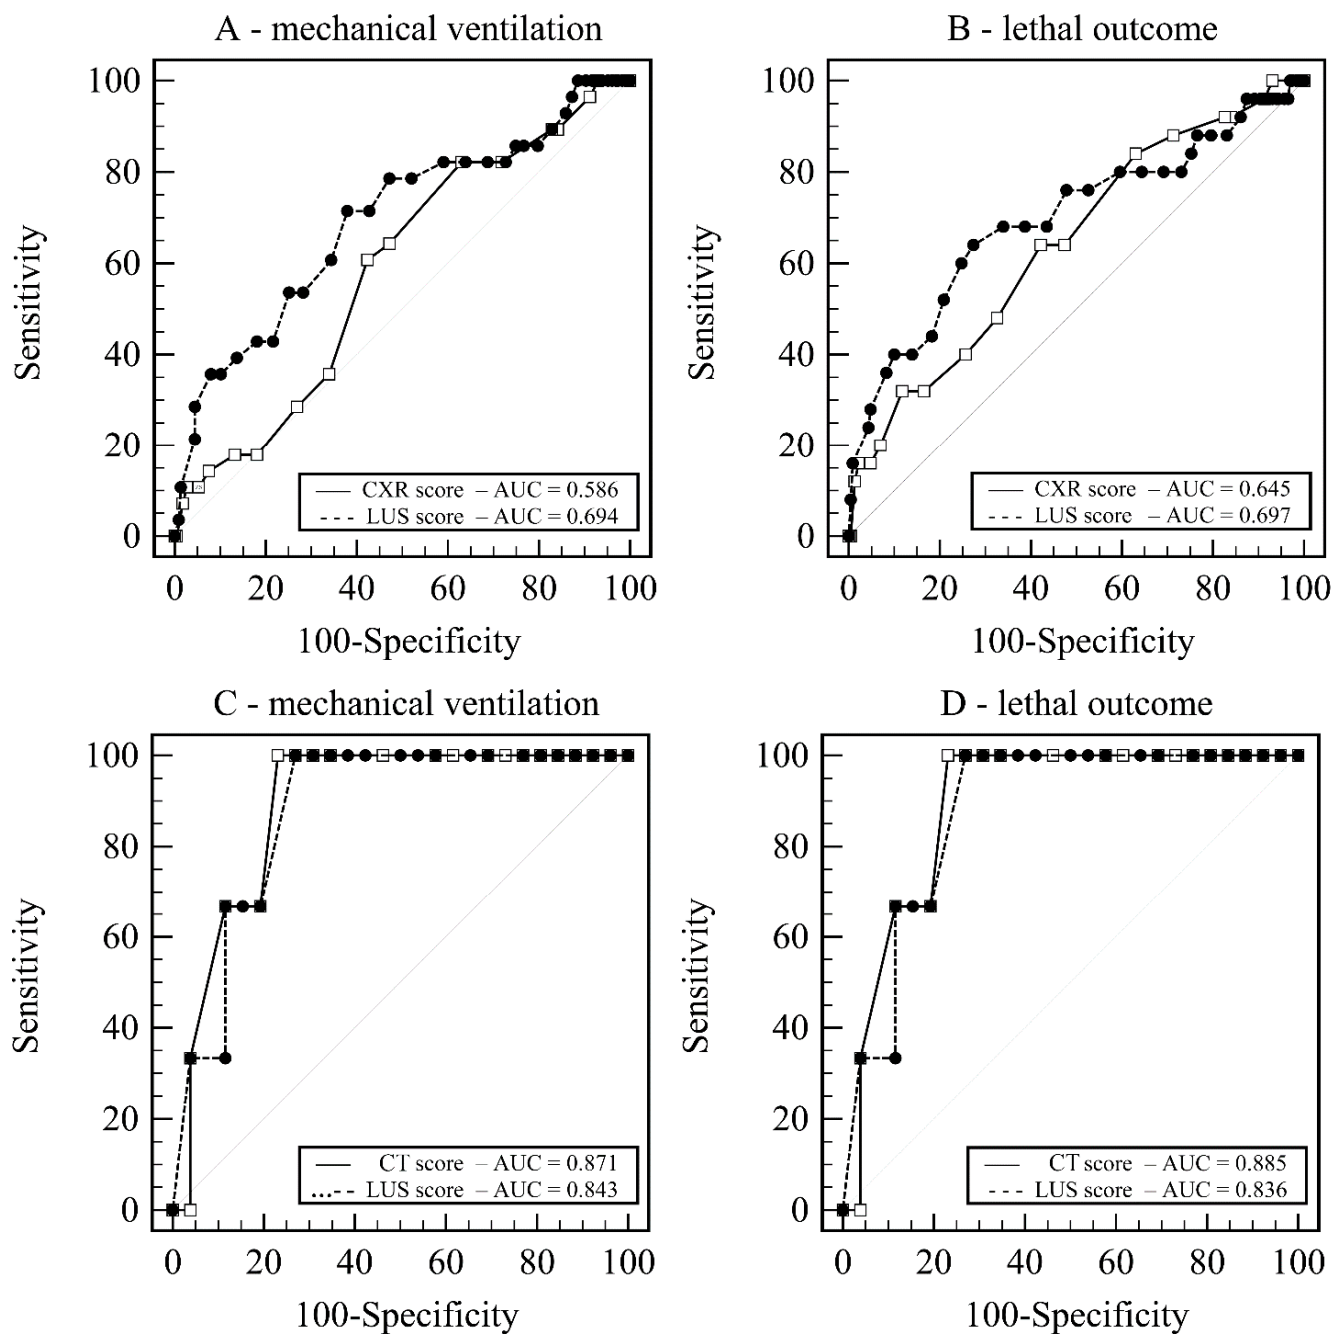 A - mechanical ventilation
Sensitivity
100
80
60
40
20
0
CXR score – AUC = 0.586
LUS score – AUC = 0.694
0 20 40 60 80 100
100-Specificity
B - lethal outcome
Sensitivity
100
80
60
40
20
0
CXR score – AUC = 0.645
LUS score – AUC = 0.697
0 20 40 60 80 100
100-Specificity
C - mechanical ventilation
Sensitivity
100
80
60
40
20
0
CT score – AUC = 0.871
LUS score – AUC = 0.843
0 20 40 60 80 100
100-Specificity
D - lethal outcome
Sensitivity
100
80
60
40
20
0
CT score – AUC = 0.885
LUS score – AUC = 0.836
0 20 40 60 80 100
100-Specificity